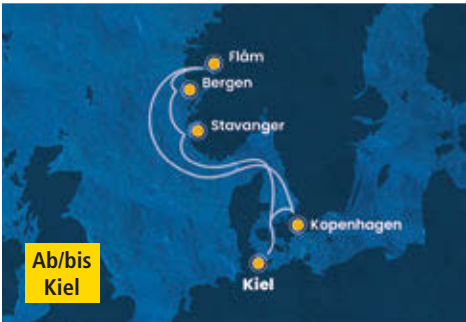 Flåm
Bergen
Stavanger
Kopenhagen
Ab/bis
Kiel
Kiel